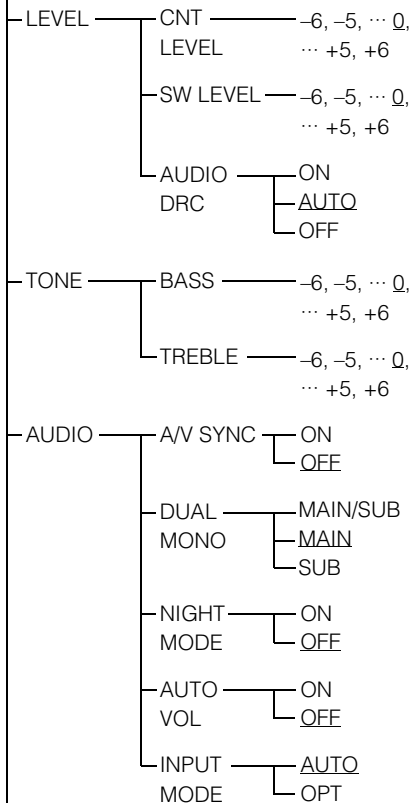 LEVEL CNT –6, –5, ··· 0,
LEVEL ··· +5, +6
SW LEVEL –6, –5, ··· 0,
··· +5, +6
AUDIO ON
DRC AUTO
OFF
TONE BASS –6, –5, ··· 0,
··· +5, +6
TREBLE –6, –5, ··· 0,
··· +5, +6
AUDIO A/V SYNC ON
OFF
DUAL MAIN/SUB
MONO MAIN
SUB
NIGHT ON
MODE OFF
AUTO ON
VOL OFF
INPUT AUTO
MODE OPT